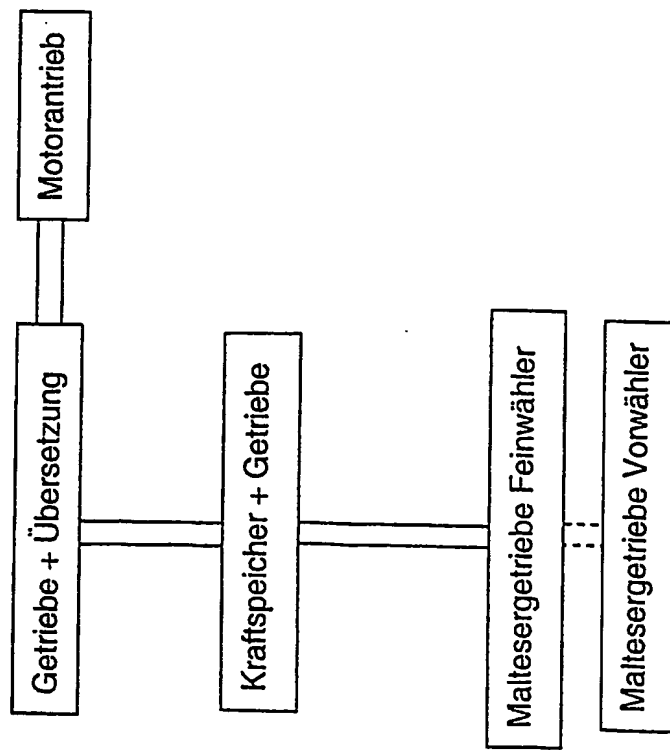 Motorantrieb
Getriebe + Übersetzung
Kraftspeicher + Getriebe
Maltesergetriebe Feinwähler
Maltesergetriebe Vorwähler